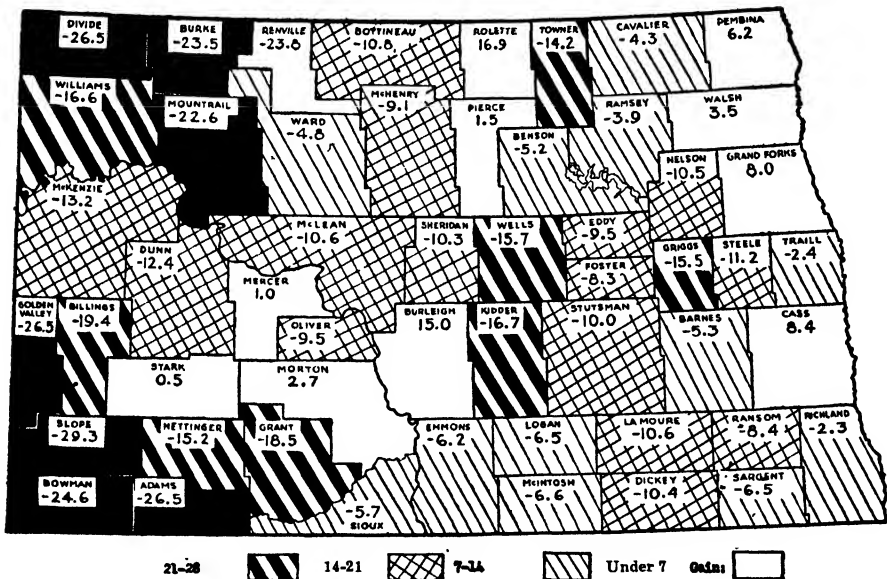 DIVIDE
-26.5
BURKE
-23.5
RENVILLE
-23.8
BOTTINEAU
-10.8
ROLETTE
16.9
TOWNER
-14.2
CAVALIER
-4.3
PEMBINA
6.2
WILLIAMS
-16.6
MOUNTRAIL
-22.6
WARD
-4.8
McHENRY
-9.1
PIERCE
1.5
BENSON
-5.2
RAMSEY
-3.9
WALSH
3.5
NELSON
-10.5
GRAND FORKS
8.0
McKENZIE
-13.2
DUNN
-12.4
McLEAN
-10.6
SHERIDAN
-10.3
WELLS
-15.7
EDDY
-9.5
FOSTER
-8.3
GRIGGS
-15.5
STEELE
-11.2
TRAILL
-2.4
MERCER
1.0
OLIVER
-9.5
GOLDEN
VALLEY
-26.5
BILLINGS
-19.4
BURLEIGH
15.0
KIDDER
-16.7
STUTSMAN
-10.0
BARNES
-5.3
CASS
8.4
STARK
0.5
MORTON
2.7
SLOPE
-29.3
HETTINGER
-15.2
GRANT
-18.5
EMMONS
-6.2
LOGAN
-6.5
LA MOURE
-10.6
RANSOM
-8.4
RICHLAND
-2.3
BOWMAN
-24.6
ADAMS
-26.5
-5.7
SIOUX
McINTOSH
-6.6
DICKEY
-10.4
SARGENT
-6.5
21-28 14-21 7-14 Under 7 Gain: